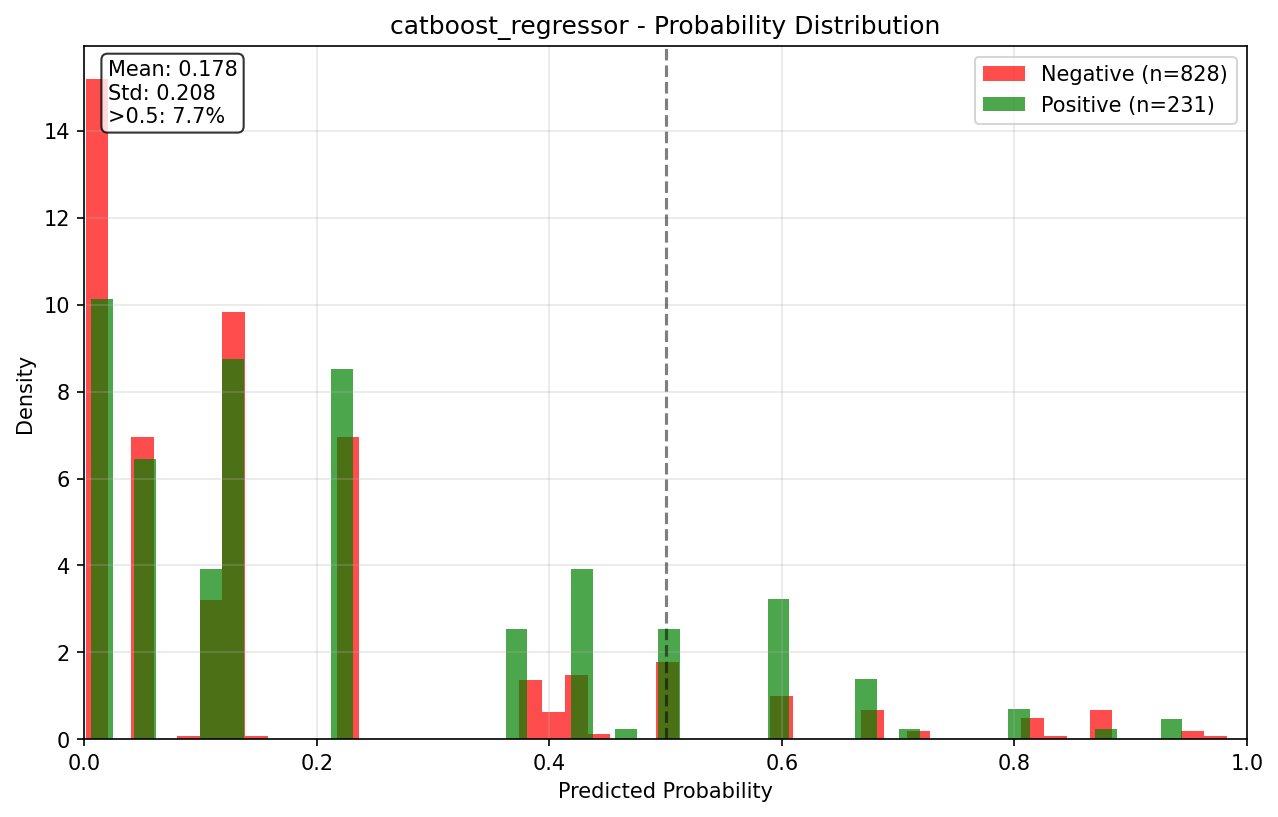 catboost_regressor - Probability Distribution
Mean: 0.178
Std: 0.208
>0.5: 7.7%
Negative (n=828)
Positive (n=231)
Density
14
12
10
8
6
4
2
0
0.0 0.2 0.4 0.6 0.8 1.0
Predicted Probability